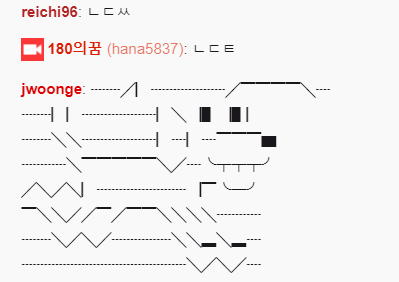 reichi96: ㄴㄷㅆ
180의꿈 (hana5837): ㄴㄷㅌ
jwoonge: --------╱▏ --------------------╱▔▔▔▔▔╲----
--------▏▕ ---------------▏ ╲ ▕▋ ▕▋▏
--------╲╲---------------▏ ---▏ ----▔▔▔▔▅
-----------╲▔▔▔▔▔▔╲╱---- ╰┬┬┬╯
╱╲╱╲▏ ------------------ ▕▔ ╰━╯
▔╲╲╱╱▔╱▔▔╲╲╲╲-----------
--------╲╱╲╱---------------╲╲▂╲▂----
-----------------------------------╲╱╲╱----